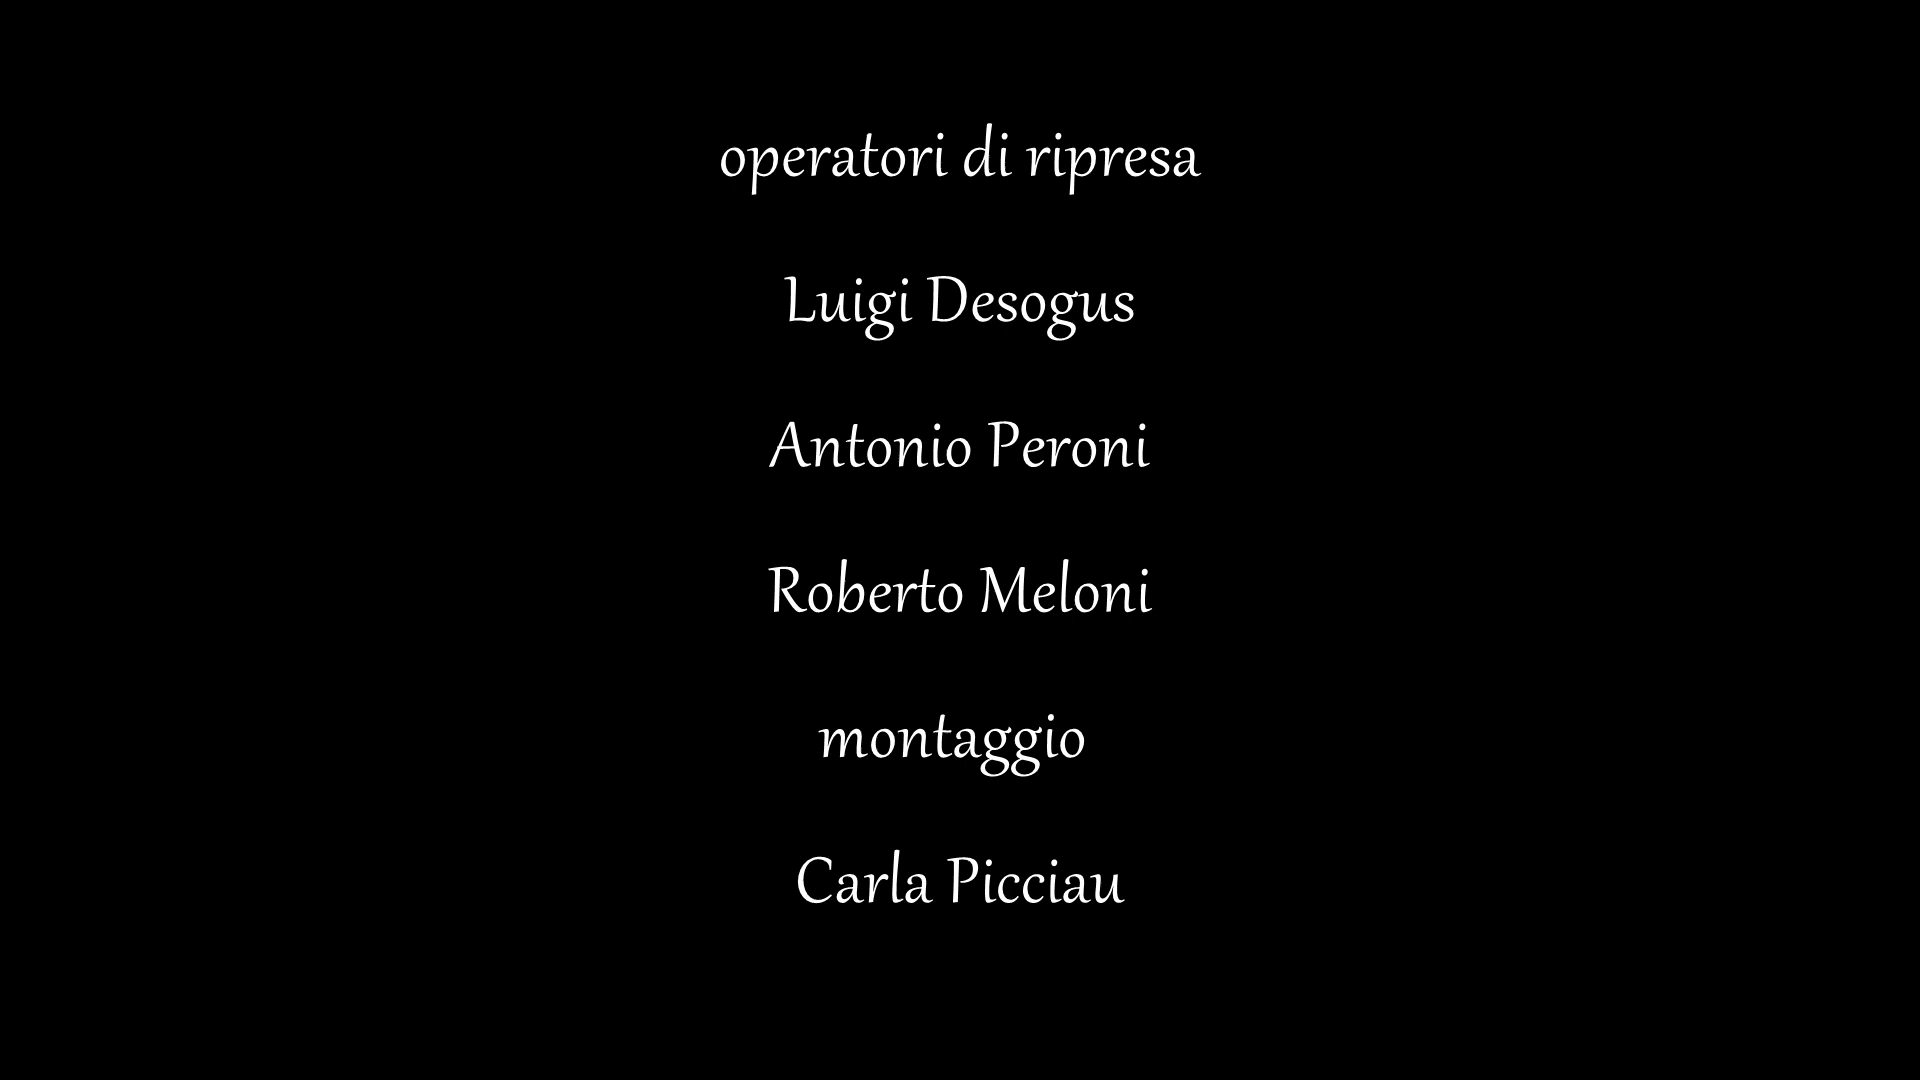 operatori di ripresa
Luigi Desogus
Antonio Peroni
Roberto Meloni
montaggio
Carla Picciau